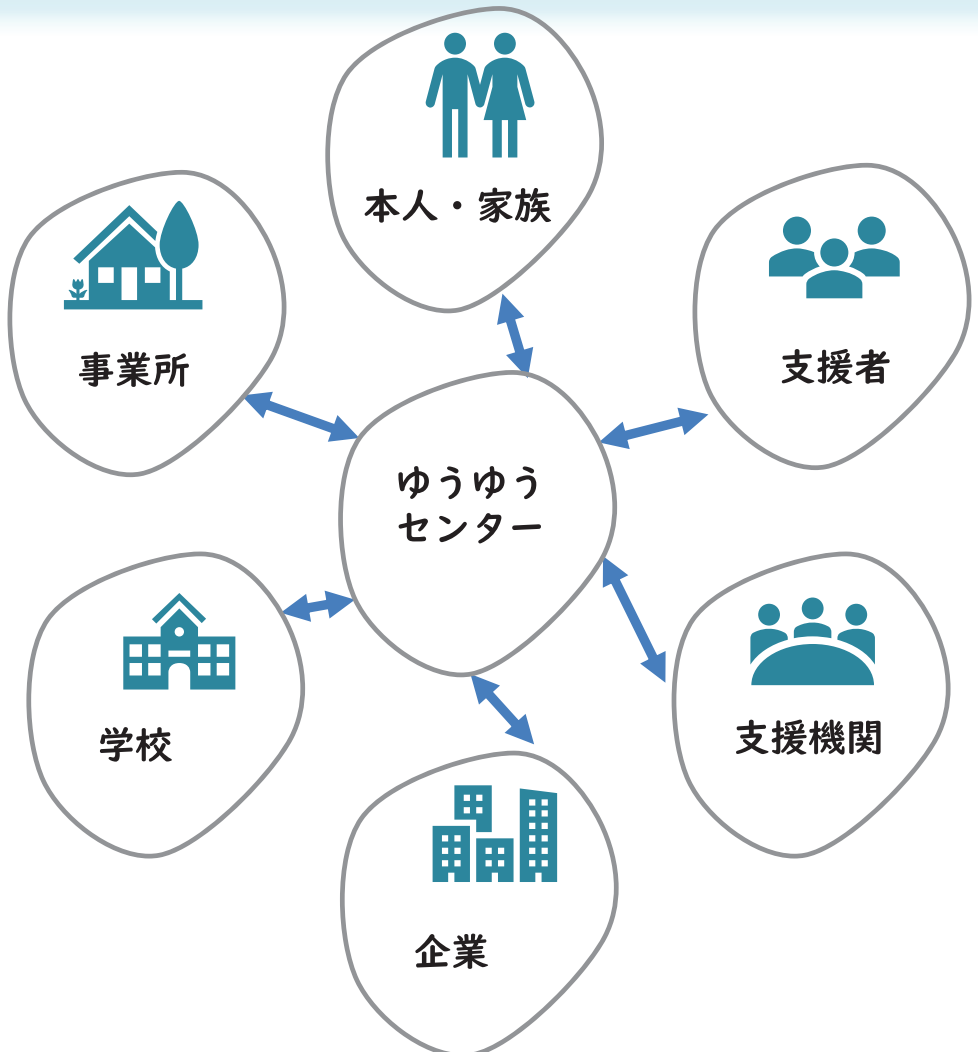 本人・家族
事業所
支援者
ゆうゆう
センター
学校
支援機関
企業